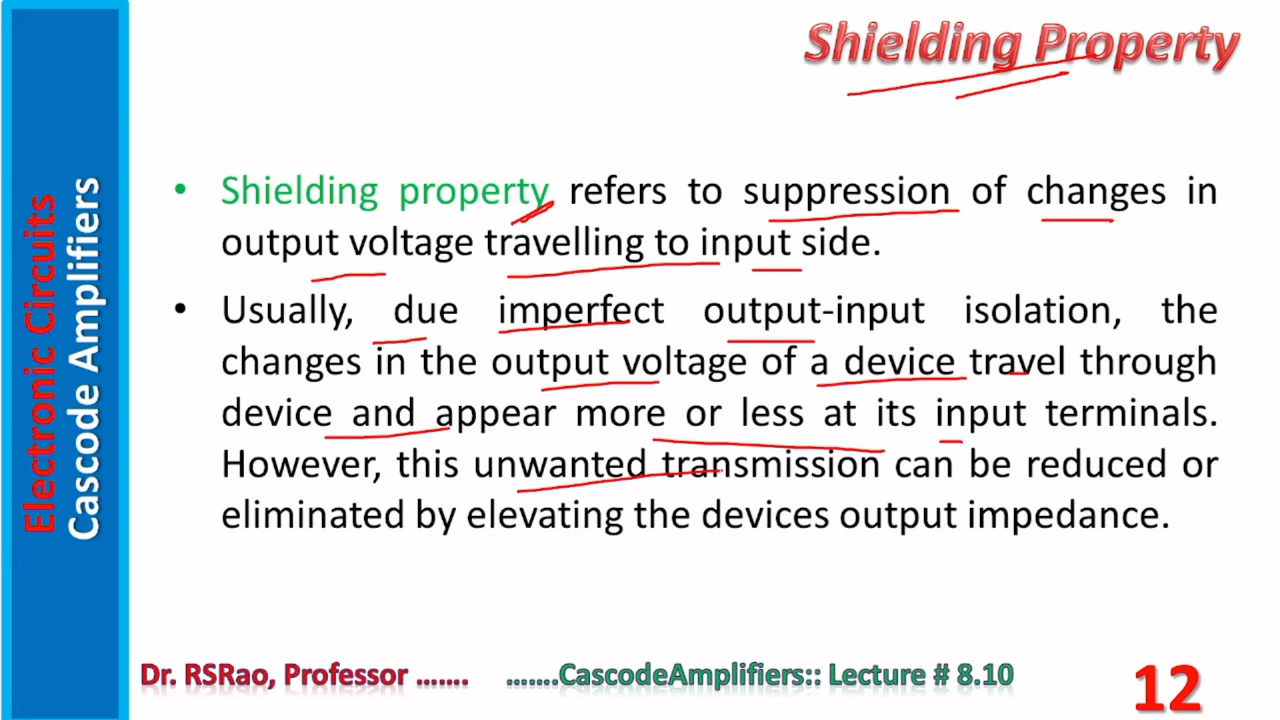 Shielding Property
Electronic Circuits
Cascode Amplifiers
• Shielding property refers to suppression of changes in
output voltage travelling to input side.
• Usually, due imperfect output-input isolation, the
changes in the output voltage of a device travel through
device and appear more or less at its input terminals.
However, this unwanted transmission can be reduced or
eliminated by elevating the devices output impedance.
Dr. RSRao, Professor ……. …….CascodeAmplifiers:: Lecture # 8.10
12